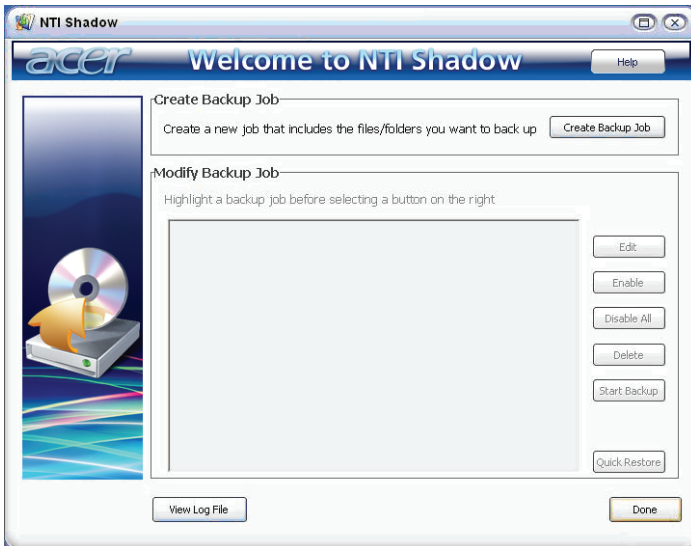 NTI Shadow
acer
Welcome to NTI Shadow
Help
Create Backup Job
Create a new job that includes the files/folders you want to back up
Create Backup Job
Modify Backup Job
Highlight a backup job before selecting a button on the right
Edit
Enable
Disable All
Delete
Start Backup
Quick Restore
View Log File
Done